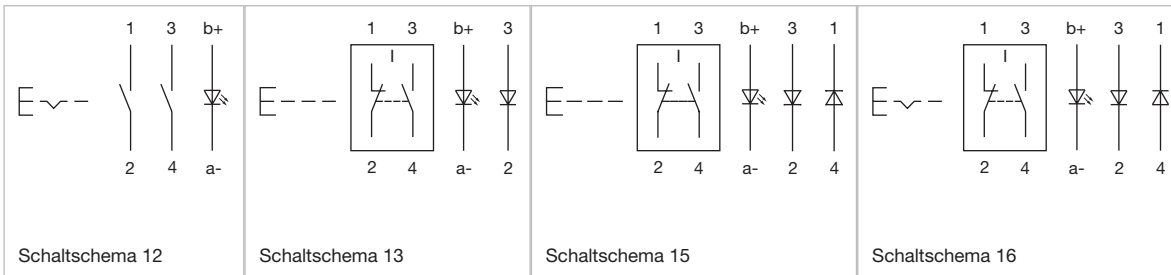 1 3 b+
2 4 a-
Schaltschema 12
1 3 b+ 3
I
2 4 a- 2
Schaltschema 13
1 3 b+ 3 1
I
2 4 a- 2 4
Schaltschema 15
1 3 b+ 3 1
I
2 4 a- 2 4
Schaltschema 16